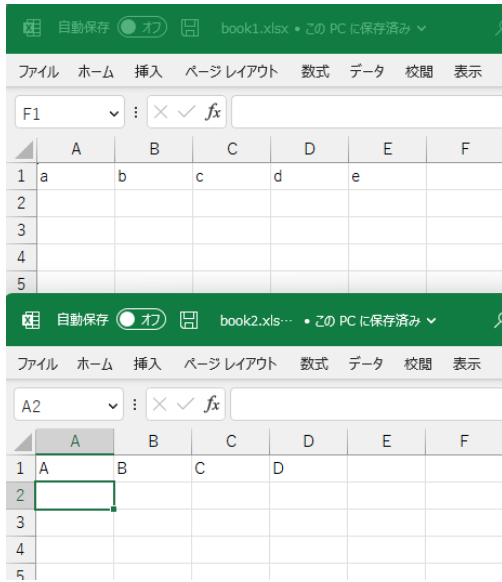 自動保存 オフ book1.xlsx • この PC に保存済み
ファイル ホーム 挿入 ページ レイアウト 数式 データ 校閲 表示
F1 fx
A B C D E F
1 a b c d e
2
3
4
5
自動保存 オフ book2.xls… • この PC に保存済み
ファイル ホーム 挿入 ページ レイアウト 数式 データ 校閲 表示
A2 fx
A B C D E F
1 A B C D
2
3
4
5